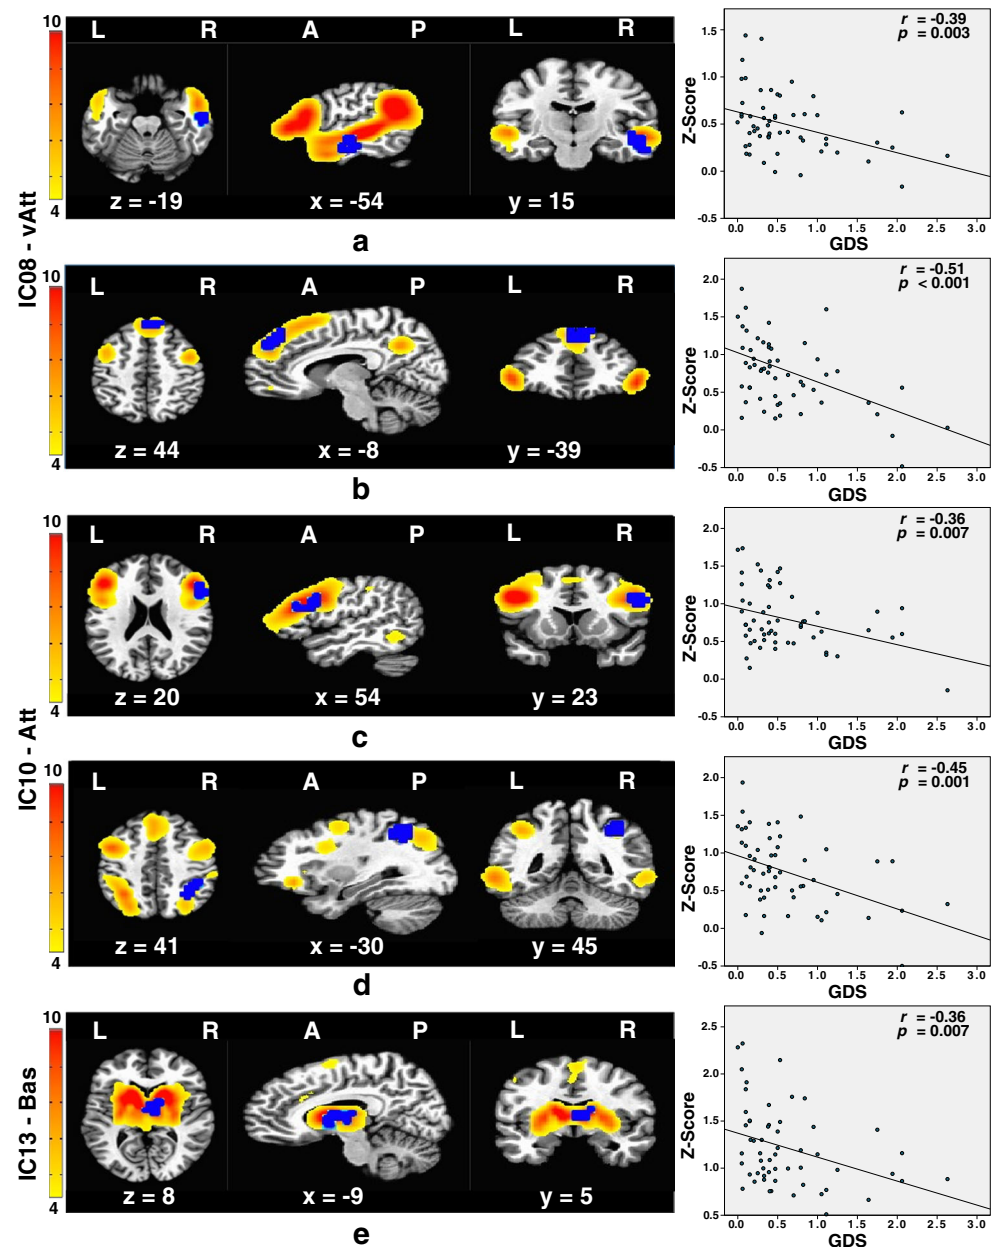 IC08 - vAtt
10
4
L R A P L R
z = -19 x = -54 y = 15
a
r = -0.39
p = 0.003
Z-Score
1.5
1.0
0.5
0.0
-0.5
0.0 0.5 1.0 1.5 2.0 2.5 3.0
GDS
10
4
L R A P L R
z = 44 x = -8 y = -39
b
r = -0.51
p < 0.001
Z-Score
2.0
1.5
1.0
0.5
0.0
-0.5
0.0 0.5 1.0 1.5 2.0 2.5 3.0
GDS
IC10 - Att
10
4
L R A P L R
z = 20 x = 54 y = 23
c
r = -0.36
p = 0.007
Z-Score
2.0
1.5
1.0
0.5
0.0
-0.5
0.0 0.5 1.0 1.5 2.0 2.5 3.0
GDS
10
4
L R A P L R
z = 41 x = -30 y = 45
d
r = -0.45
p = 0.001
Z-Score
2.0
1.5
1.0
0.5
0.0
-0.5
0.0 0.5 1.0 1.5 2.0 2.5 3.0
GDS
IC13 - Bas
10
4
L R A P L R
z = 8 x = -9 y = 5
e
r = -0.36
p = 0.007
Z-Score
2.5
2.0
1.5
1.0
0.5
0.0 0.5 1.0 1.5 2.0 2.5 3.0
GDS